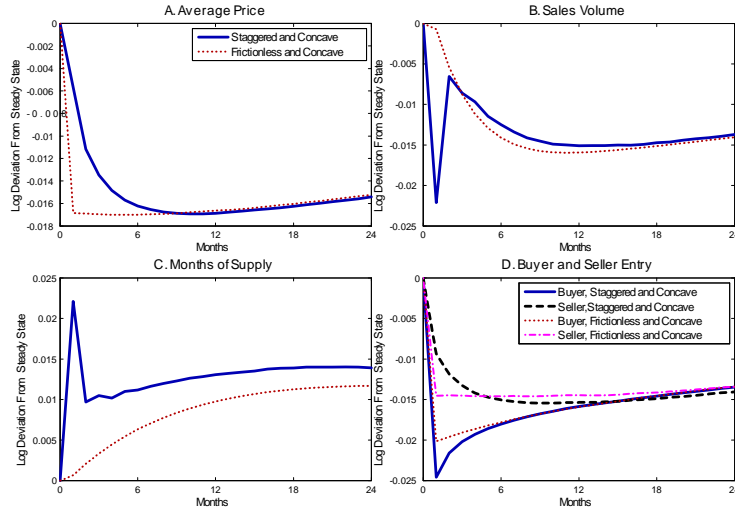 A. Average Price
Log Deviation From Steady State
0
-0.002
-0.004
-0.006
-0.01
-0.012
-0.014
-0.016
-0.018
Staggered and Concave
Frictionless and Concave
0 6 12 18 24
Months
B. Sales Volume
Log Deviation From Steady State
0
-0.005
-0.01
-0.015
-0.02
-0.025
0 6 12 18 24
Months
C. Months of Supply
Log Deviation From Steady State
0.025
0.02
0.015
0.01
0.005
0
0 6 12 18 24
Months
D. Buyer and Seller Entry
Log Deviation From Steady State
0
-0.005
-0.01
-0.015
-0.02
-0.025
Buyer, Staggered and Concave
Seller, Staggered and Concave
Buyer, Frictionless and Concave
Seller, Frictionless and Concave
0 6 12 18 24
Months